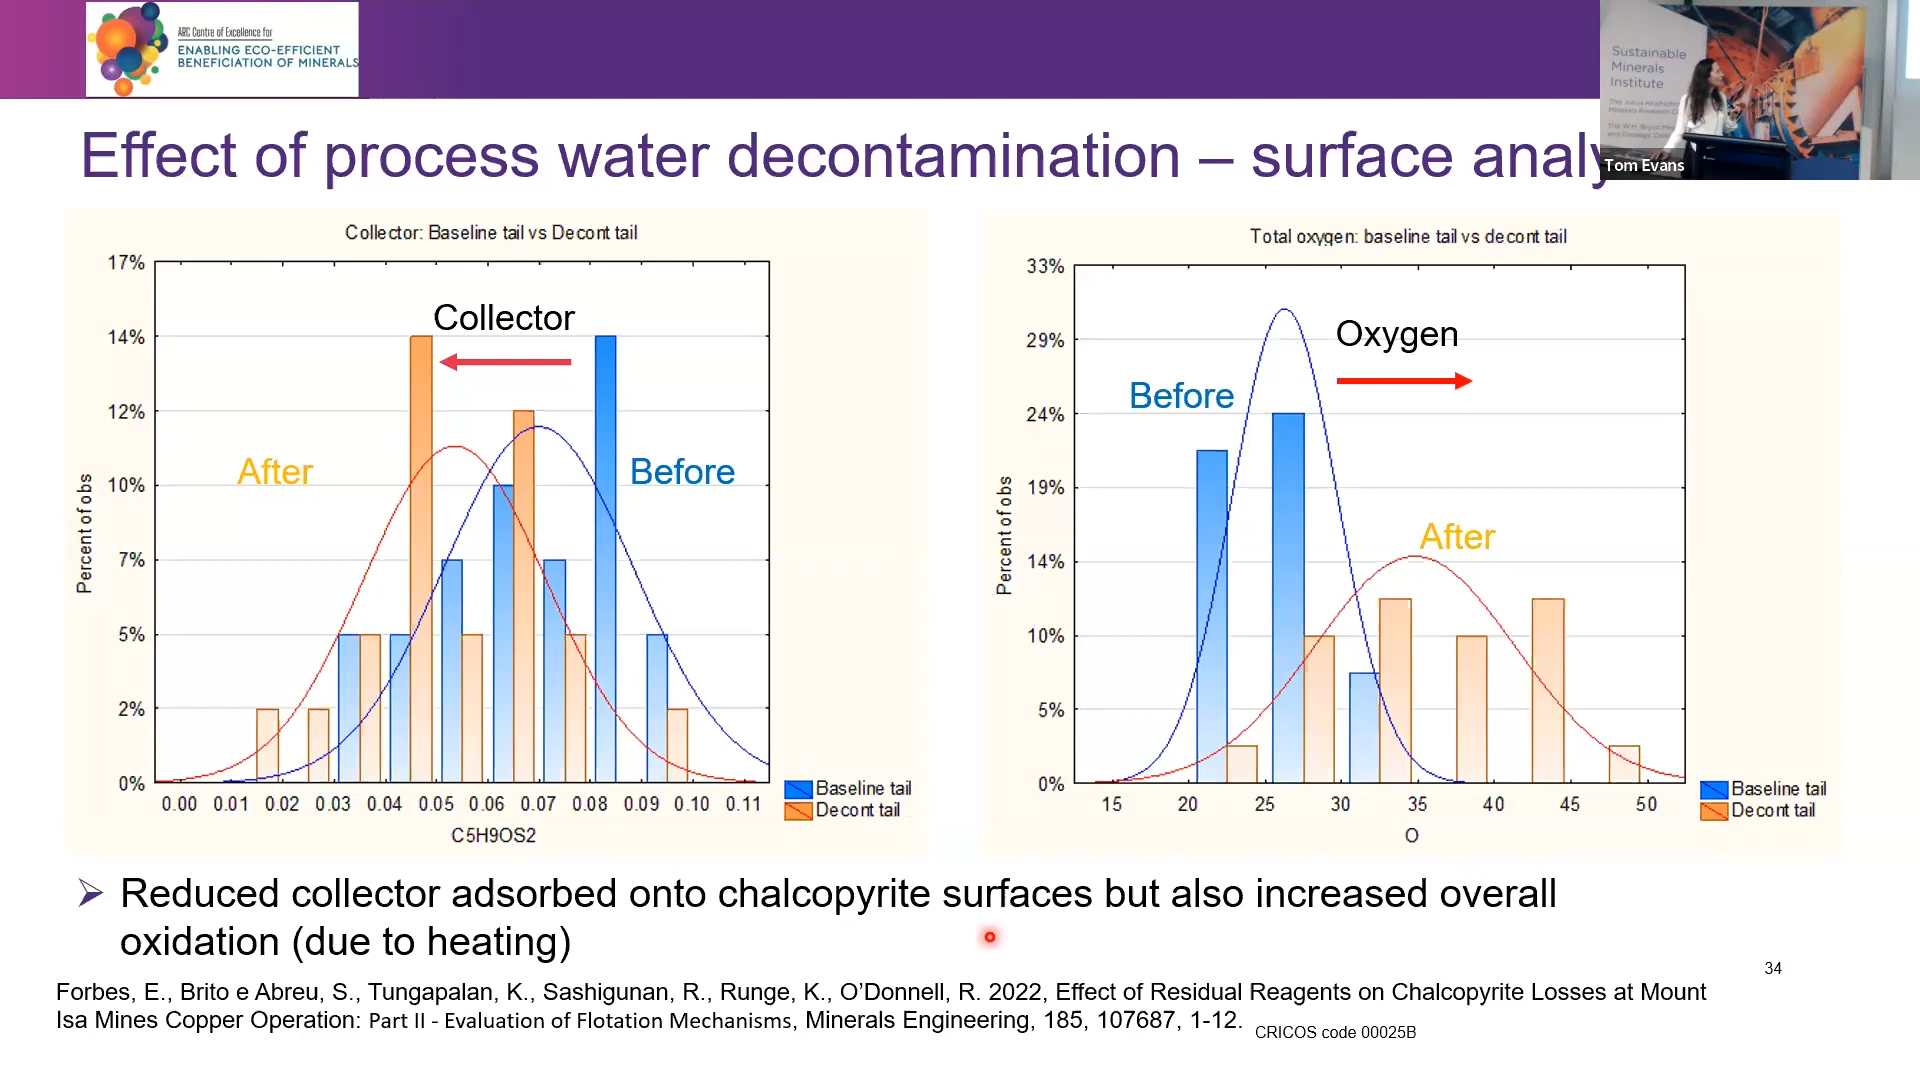 ARC Centre of Excellence for
ENABLING ECO-EFFICIENT
BENEFICIATION OF MINERALS
Sustainable
Minerals
Institute
Tom Evans
Effect of process water decontamination – surface analy
Collector: Baseline tail vs Decont tail
17%
14%
12%
10%
7%
5%
2%
0%
Percent of obs
Collector
After
Before
0.00 0.01 0.02 0.03 0.04 0.05 0.06 0.07 0.08 0.09 0.10 0.11
C5H9OS2
Baseline tail
Decont tail
Total oxygen: baseline tail vs decont tail
33%
29%
24%
19%
14%
10%
5%
0%
Percent of obs
Oxygen
Before
After
15 20 25 30 35 40 45 50
O
Baseline tail
Decont tail
➢ Reduced collector adsorbed onto chalcopyrite surfaces but also increased overall
oxidation (due to heating)
34
Forbes, E., Brito e Abreu, S., Tungapalan, K., Sashigunan, R., Runge, K., O’Donnell, R. 2022, Effect of Residual Reagents on Chalcopyrite Losses at Mount
Isa Mines Copper Operation: Part II - Evaluation of Flotation Mechanisms, Minerals Engineering, 185, 107687, 1-12.
CRICOS code 00025B